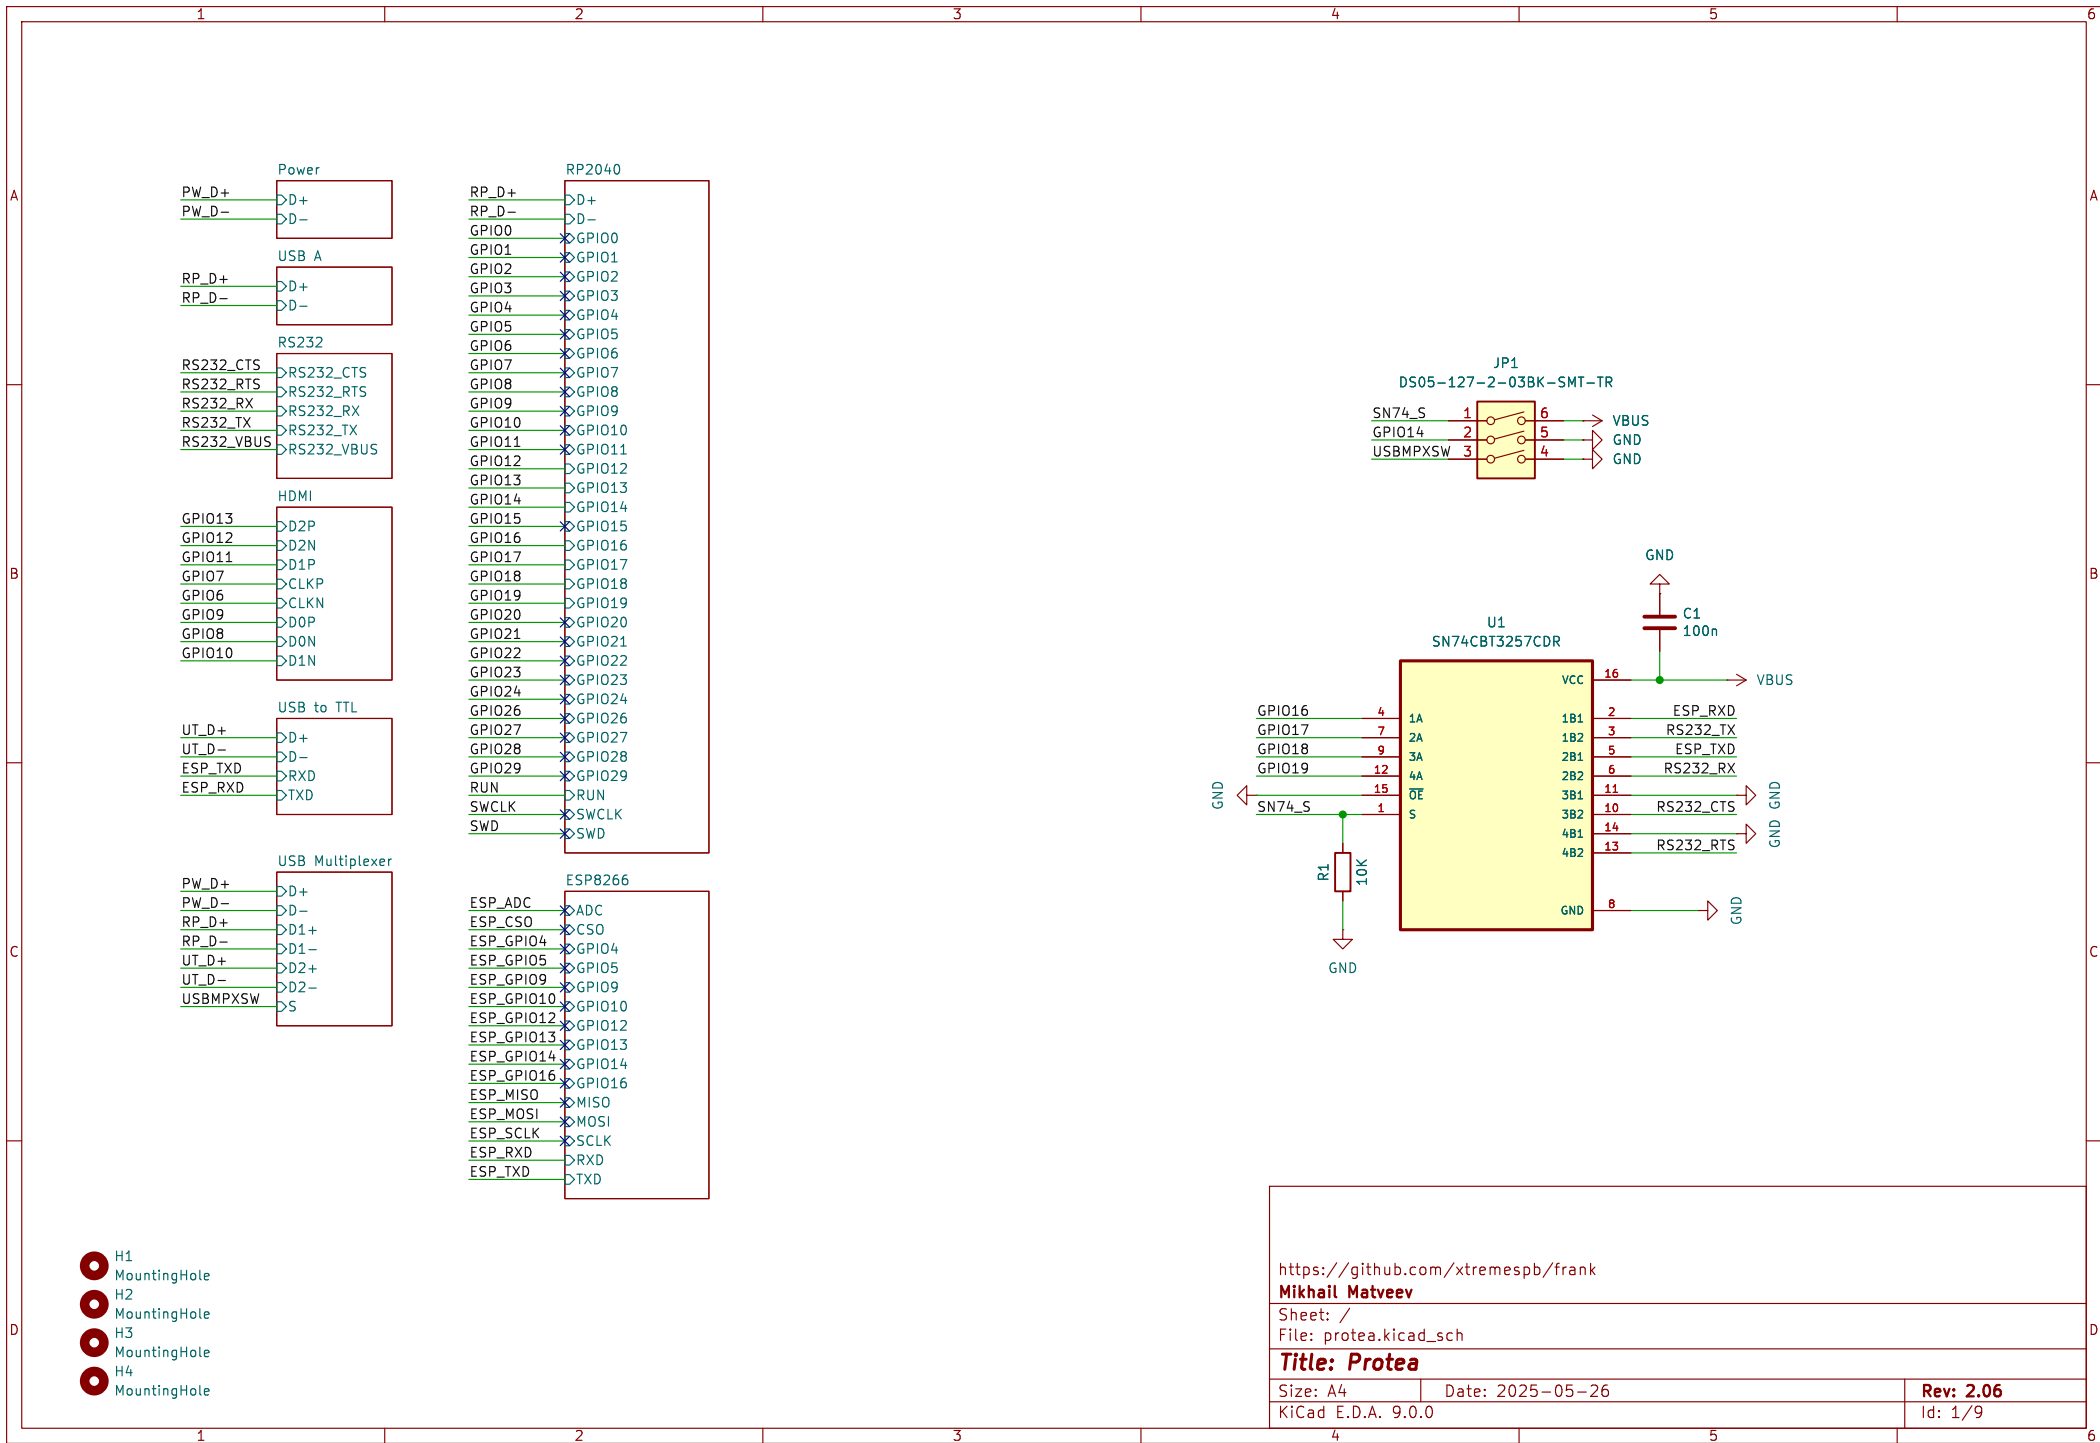 1 2 3 4 5 6
A
B
C
D
A
B
C
D
Power
PW_D+ D+
PW_D- D-
USB A
RP_D+ D+
RP_D- D-
RS232
RS232_CTS RS232_CTS
RS232_RTS RS232_RTS
RS232_RX RS232_RX
RS232_TX RS232_TX
RS232_VBUS RS232_VBUS
HDMI
GPIO13 D2P
GPIO12 D2N
GPIO11 D1P
GPIO7 CLKP
GPIO6 CLKN
GPIO9 D0P
GPIO8 D0N
GPIO10 D1N
USB to TTL
UT_D+ D+
UT_D- D-
ESP_TXD RXD
ESP_RXD TXD
USB Multiplexer
PW_D+ D+
PW_D- D-
RP_D+ D1+
RP_D- D1-
UT_D+ D2+
UT_D- D2-
USBMPXSW S
RP2040
RP_D+ D+
RP_D- D-
GPIO0 GPIO0
GPIO1 GPIO1
GPIO2 GPIO2
GPIO3 GPIO3
GPIO4 GPIO4
GPIO5 GPIO5
GPIO6 GPIO6
GPIO7 GPIO7
GPIO8 GPIO8
GPIO9 GPIO9
GPIO10 GPIO10
GPIO11 GPIO11
GPIO12 GPIO12
GPIO13 GPIO13
GPIO14 GPIO14
GPIO15 GPIO15
GPIO16 GPIO16
GPIO17 GPIO17
GPIO18 GPIO18
GPIO19 GPIO19
GPIO20 GPIO20
GPIO21 GPIO21
GPIO22 GPIO22
GPIO23 GPIO23
GPIO24 GPIO24
GPIO26 GPIO26
GPIO27 GPIO27
GPIO28 GPIO28
GPIO29 GPIO29
RUN RUN
SWCLK SWCLK
SWD SWD
ESP8266
ESP_ADC ADC
ESP_CSO CSO
ESP_GPIO4 GPIO4
ESP_GPIO5 GPIO5
ESP_GPIO9 GPIO9
ESP_GPIO10 GPIO10
ESP_GPIO12 GPIO12
ESP_GPIO13 GPIO13
ESP_GPIO14 GPIO14
ESP_GPIO16 GPIO16
ESP_MISO MISO
ESP_MOSI MOSI
ESP_SCLK SCLK
ESP_RXD RXD
ESP_TXD TXD
JP1
DS05-127-2-03BK-SMT-TR
SN74_S 1 6 VBUS
GPIO14 2 5 GND
USBMPXSW 3 4 GND
GND
C1
100n
U1
SN74CBT3257CDR
VCC 16 VBUS
GPIO16 4 1A 1B1 2 ESP_RXD
GPIO17 7 2A 1B2 3 RS232_TX
GPIO18 9 3A 2B1 5 ESP_TXD
GPIO19 12 4A 2B2 6 RS232_RX
GND 15 OE 3B1 11 GND
SN74_S 1 S 3B2 10 RS232_CTS
4B1 14 GND
4B2 13 RS232_RTS
R1 10K
GND 8 GND
GND
H1
MountingHole
H2
MountingHole
H3
MountingHole
H4
MountingHole
https://github.com/xtremespb/frank
Mikhail Matveev
Sheet: /
File: protea.kicad_sch
Title: Protea
Size: A4 Date: 2025-05-26 Rev: 2.06
KiCad E.D.A. 9.0.0 Id: 1/9
1 2 3 4 5 6